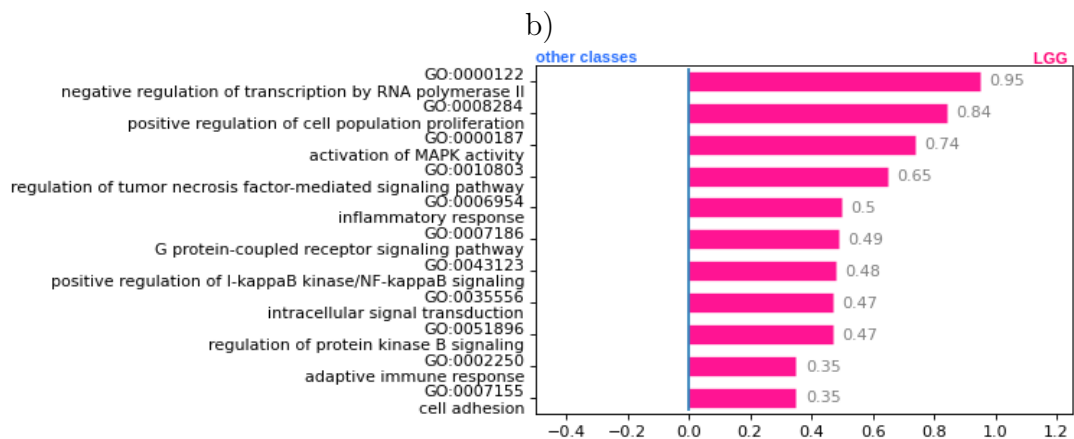 b)
other classes LGG
GO:0000122
negative regulation of transcription by RNA polymerase II
0.95
GO:0008284
positive regulation of cell population proliferation
0.84
GO:0000187
activation of MAPK activity
0.74
GO:0010803
regulation of tumor necrosis factor-mediated signaling pathway
0.65
GO:0006954
inflammatory response
0.5
GO:0007186
G protein-coupled receptor signaling pathway
0.49
GO:0043123
positive regulation of I-kappaB kinase/NF-kappaB signaling
0.48
GO:0035556
intracellular signal transduction
0.47
GO:0051896
regulation of protein kinase B signaling
0.47
GO:0002250
adaptive immune response
0.35
GO:0007155
cell adhesion
0.35
−0.4 −0.2 0.0 0.2 0.4 0.6 0.8 1.0 1.2